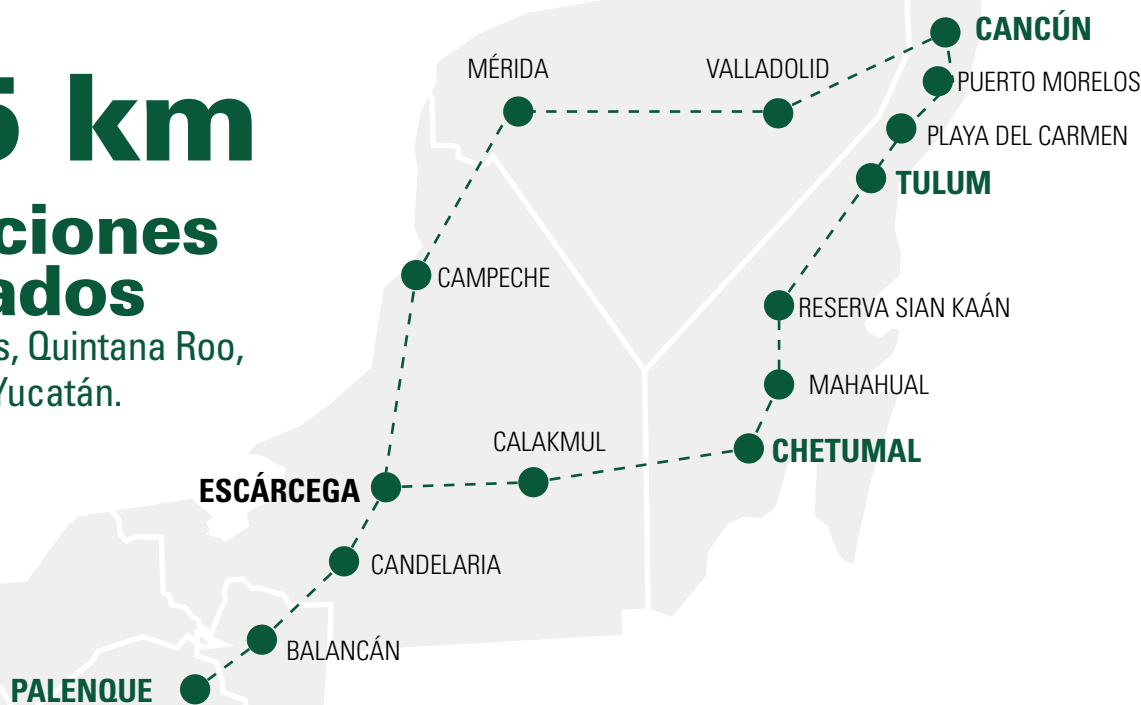 5 km
ciones
ados
s, Quintana Roo,
Yucatán.
CANCÚN
MÉRIDA
VALLADOLID
PUERTO MORELOS
PLAYA DEL CARMEN
TULUM
CAMPECHE
RESERVA SIAN KAÁN
MAHAHUAL
CALAKMUL
CHETUMAL
ESCÁRCEGA
CANDELARIA
BALANCÁN
PALENQUE